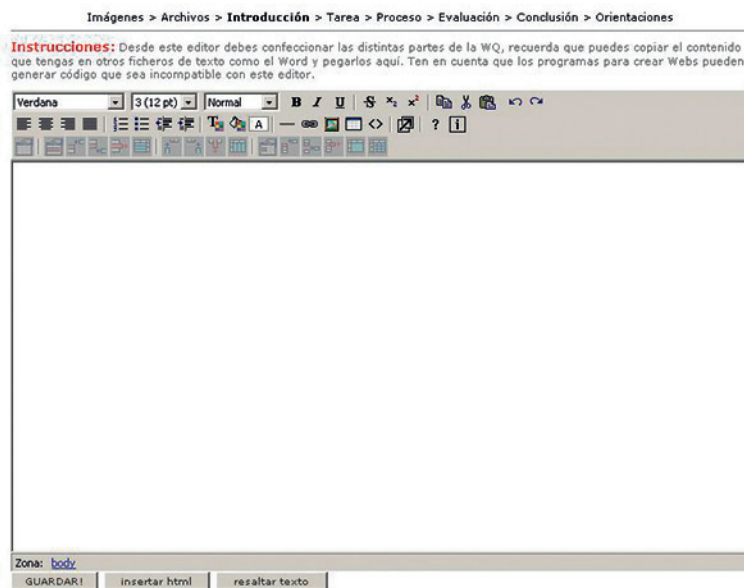 Imágenes > Archivos > Introducción > Tarea > Proceso > Evaluación > Conclusión > Orientaciones
Instrucciones: Desde este editor debes confeccionar las distintas partes de la WQ, recuerda que puedes copiar el contenido
que tengas en otros ficheros de texto como el Word y pegarlos aquí. Ten en cuenta que los programas para crear Webs pueden
generar código que sea incompatible con este editor.
Verdana 3 (12 pt) Normal B I U S x₂ x²
T A <> ? i
Zona: body
GUARDAR! insertar html resaltar texto